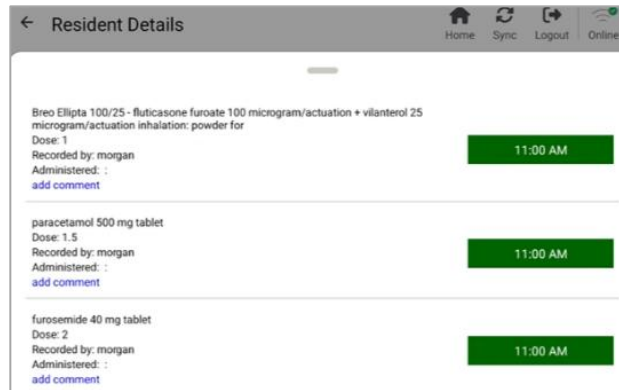 ← Resident Details
Home Sync Logout Online
Breo Ellipta 100/25 - fluticasone furoate 100 microgram/actuation + vilanterol 25
microgram/actuation inhalation: powder for
Dose: 1
Recorded by: morgan
Administered: :
add comment
11:00 AM
paracetamol 500 mg tablet
Dose: 1.5
Recorded by: morgan
Administered: :
add comment
11:00 AM
furosemide 40 mg tablet
Dose: 2
Recorded by: morgan
Administered: :
add comment
11:00 AM